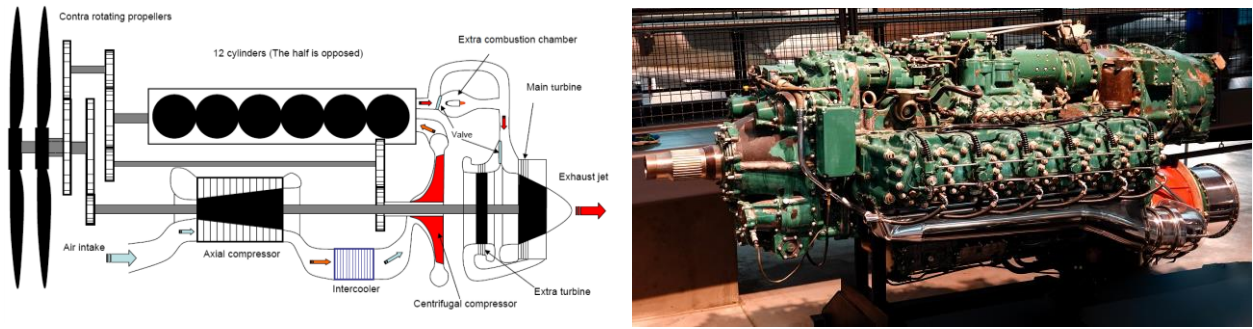 Contra rotating propellers
12 cylinders (The half is opposed)
Extra combustion chamber
Main turbine
Valve
Exhaust jet
Air intake
Axial compressor
Intercooler
Extra turbine
Centrifugal compressor